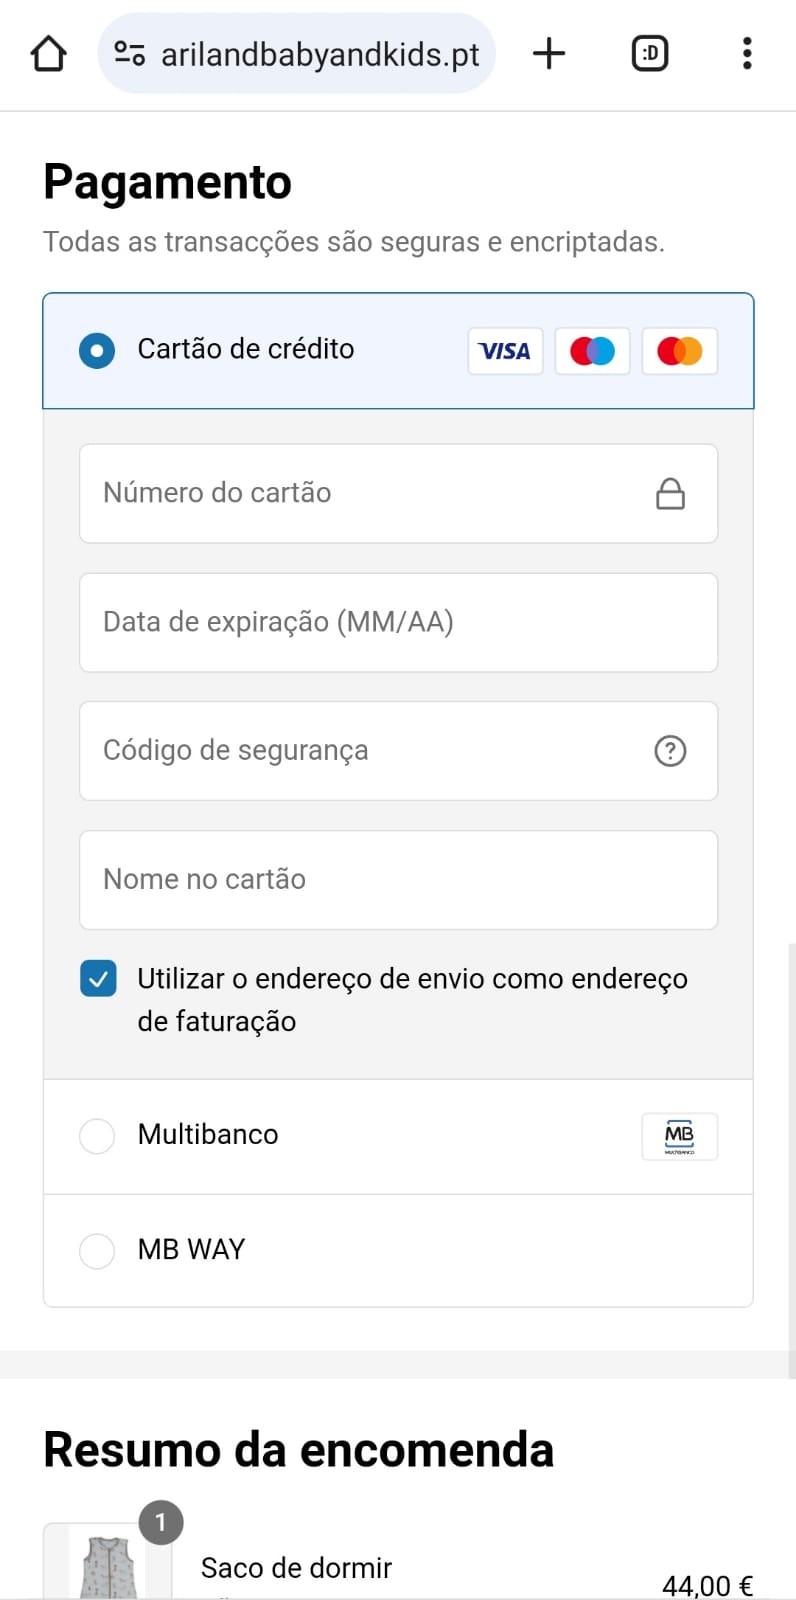 arilandbabyandkids.pt
:D
Pagamento
Todas as transacções são seguras e encriptadas.
Cartão de crédito
VISA
Número do cartão
Data de expiração (MM/AA)
Código de segurança
?
Nome no cartão
Utilizar o endereço de envio como endereço
de faturação
Multibanco
MB
MULTIBANCO
MB WAY
Resumo da encomenda
1
Saco de dormir
44,00 €